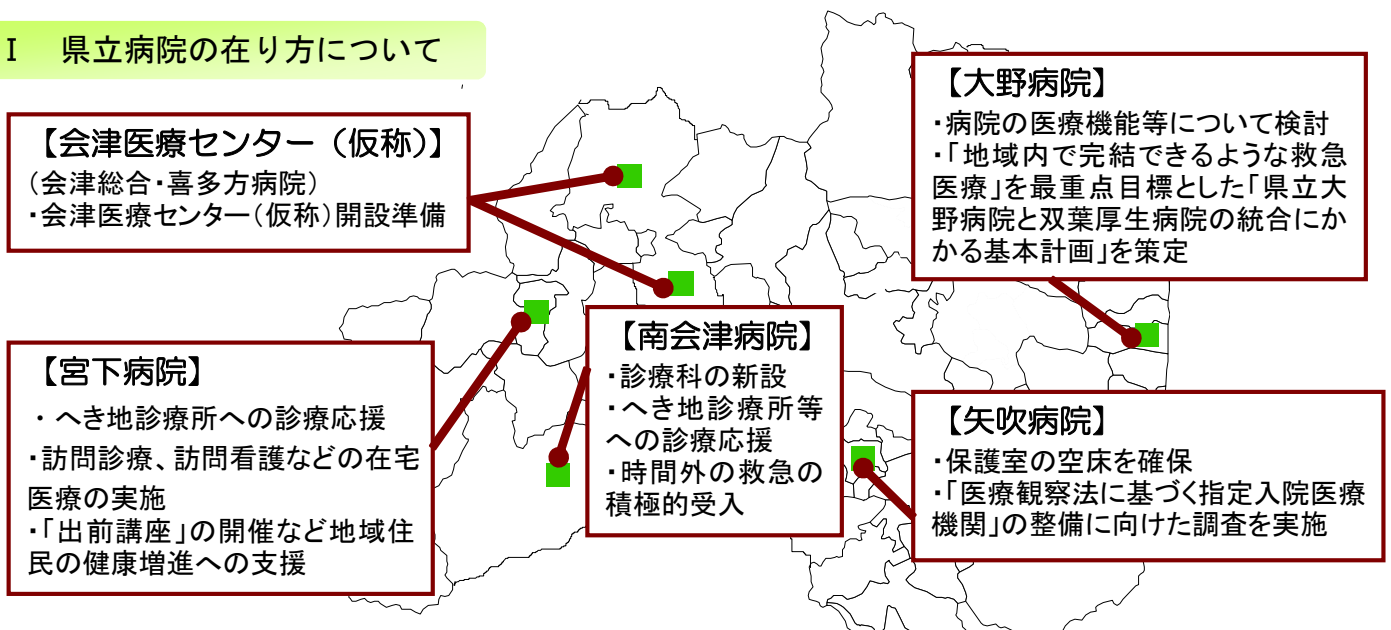 Ⅰ 県立病院の在り方について
【会津医療センター（仮称）】
（会津総合・喜多方病院）
・会津医療センター（仮称）開設準備
【宮下病院】
・へき地診療所への診療応援
・訪問診療、訪問看護などの在宅
医療の実施
・「出前講座」の開催など地域住
民の健康増進への支援
【南会津病院】
・診療科の新設
・へき地診療所等
への診療応援
・時間外の救急の
積極的受入
【大野病院】
・病院の医療機能等について検討
・「地域内で完結できるような救急
医療」を最重点目標とした「県立大
野病院と双葉厚生病院の統合にか
かる基本計画」を策定
【矢吹病院】
・保護室の空床を確保
・「医療観察法に基づく指定入院医療
機関」の整備に向けた調査を実施